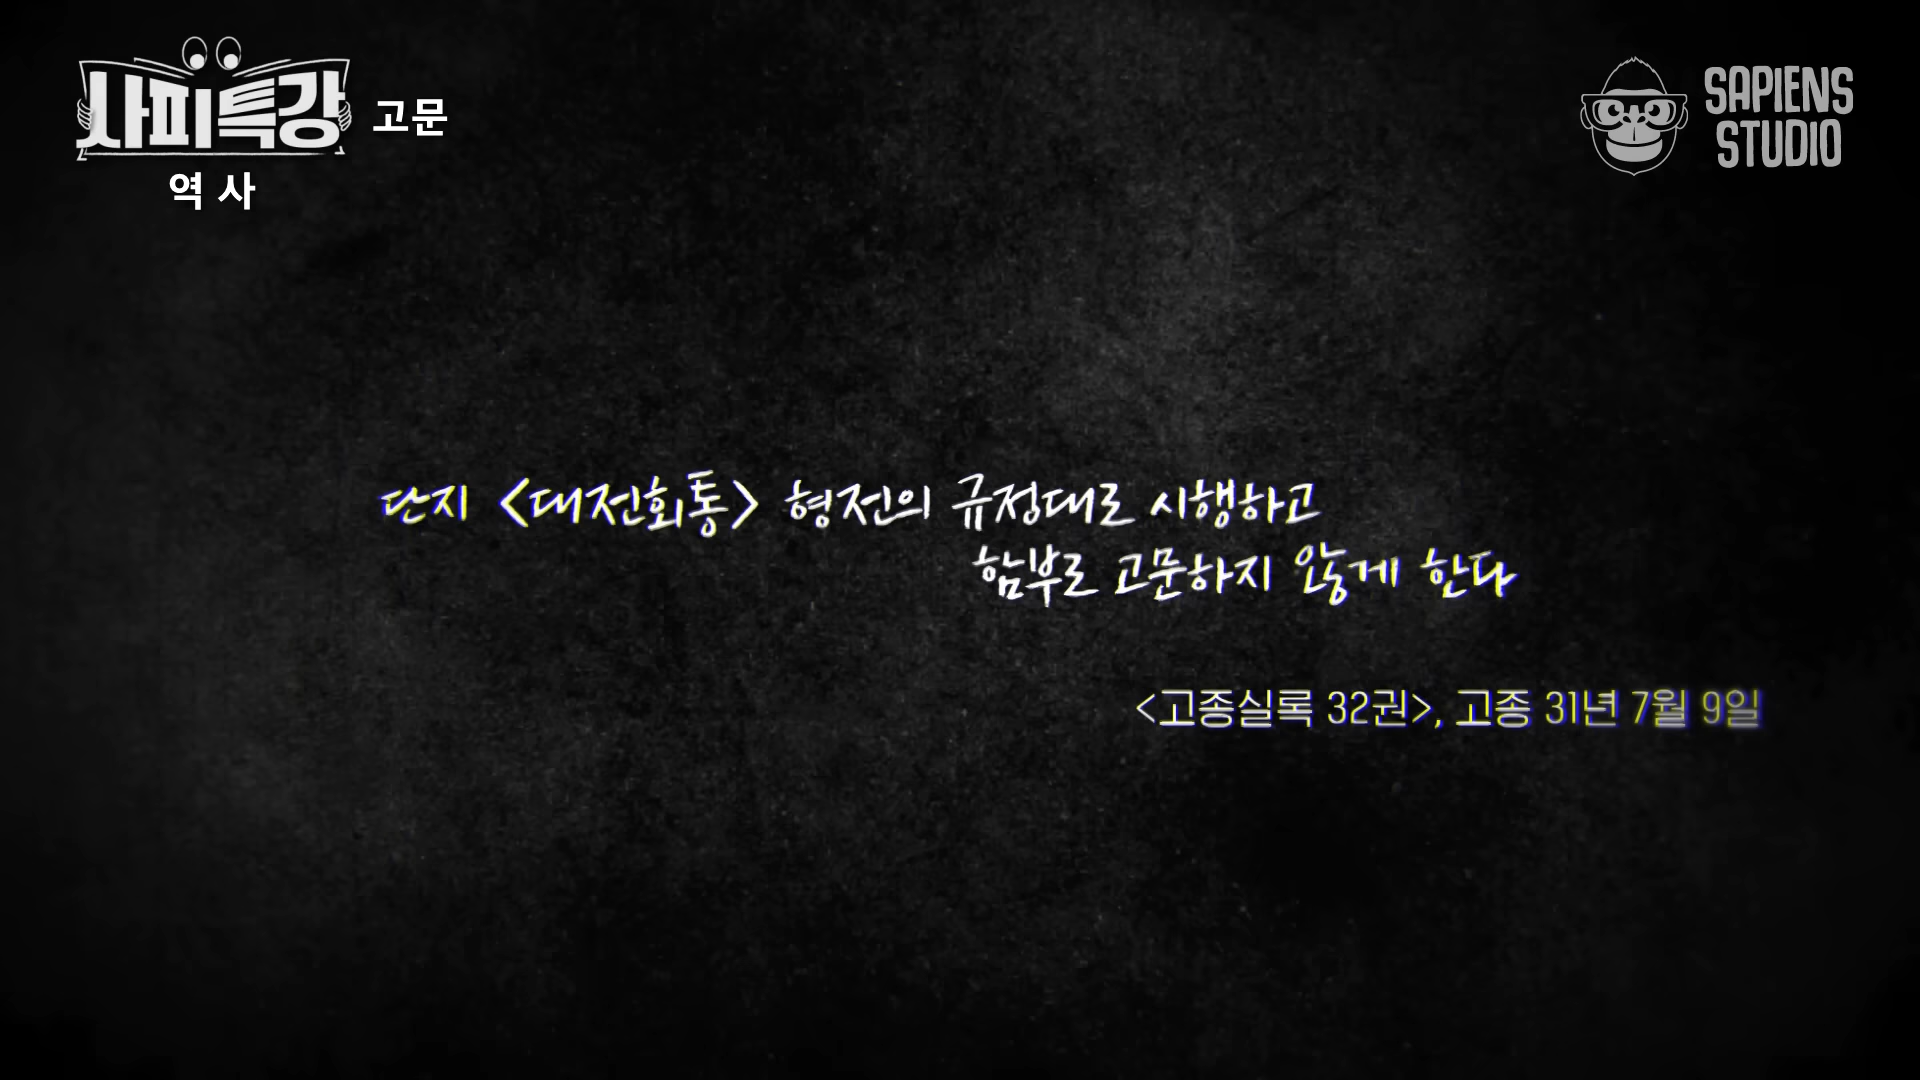 사피특강 고문
역사
SAPIENS
STUDIO
단지 <대전회통> 형전의 규정대로 시행하고
함부로 고문하지 않게 한다
<고종실록 32권>, 고종 31년 7월 9일